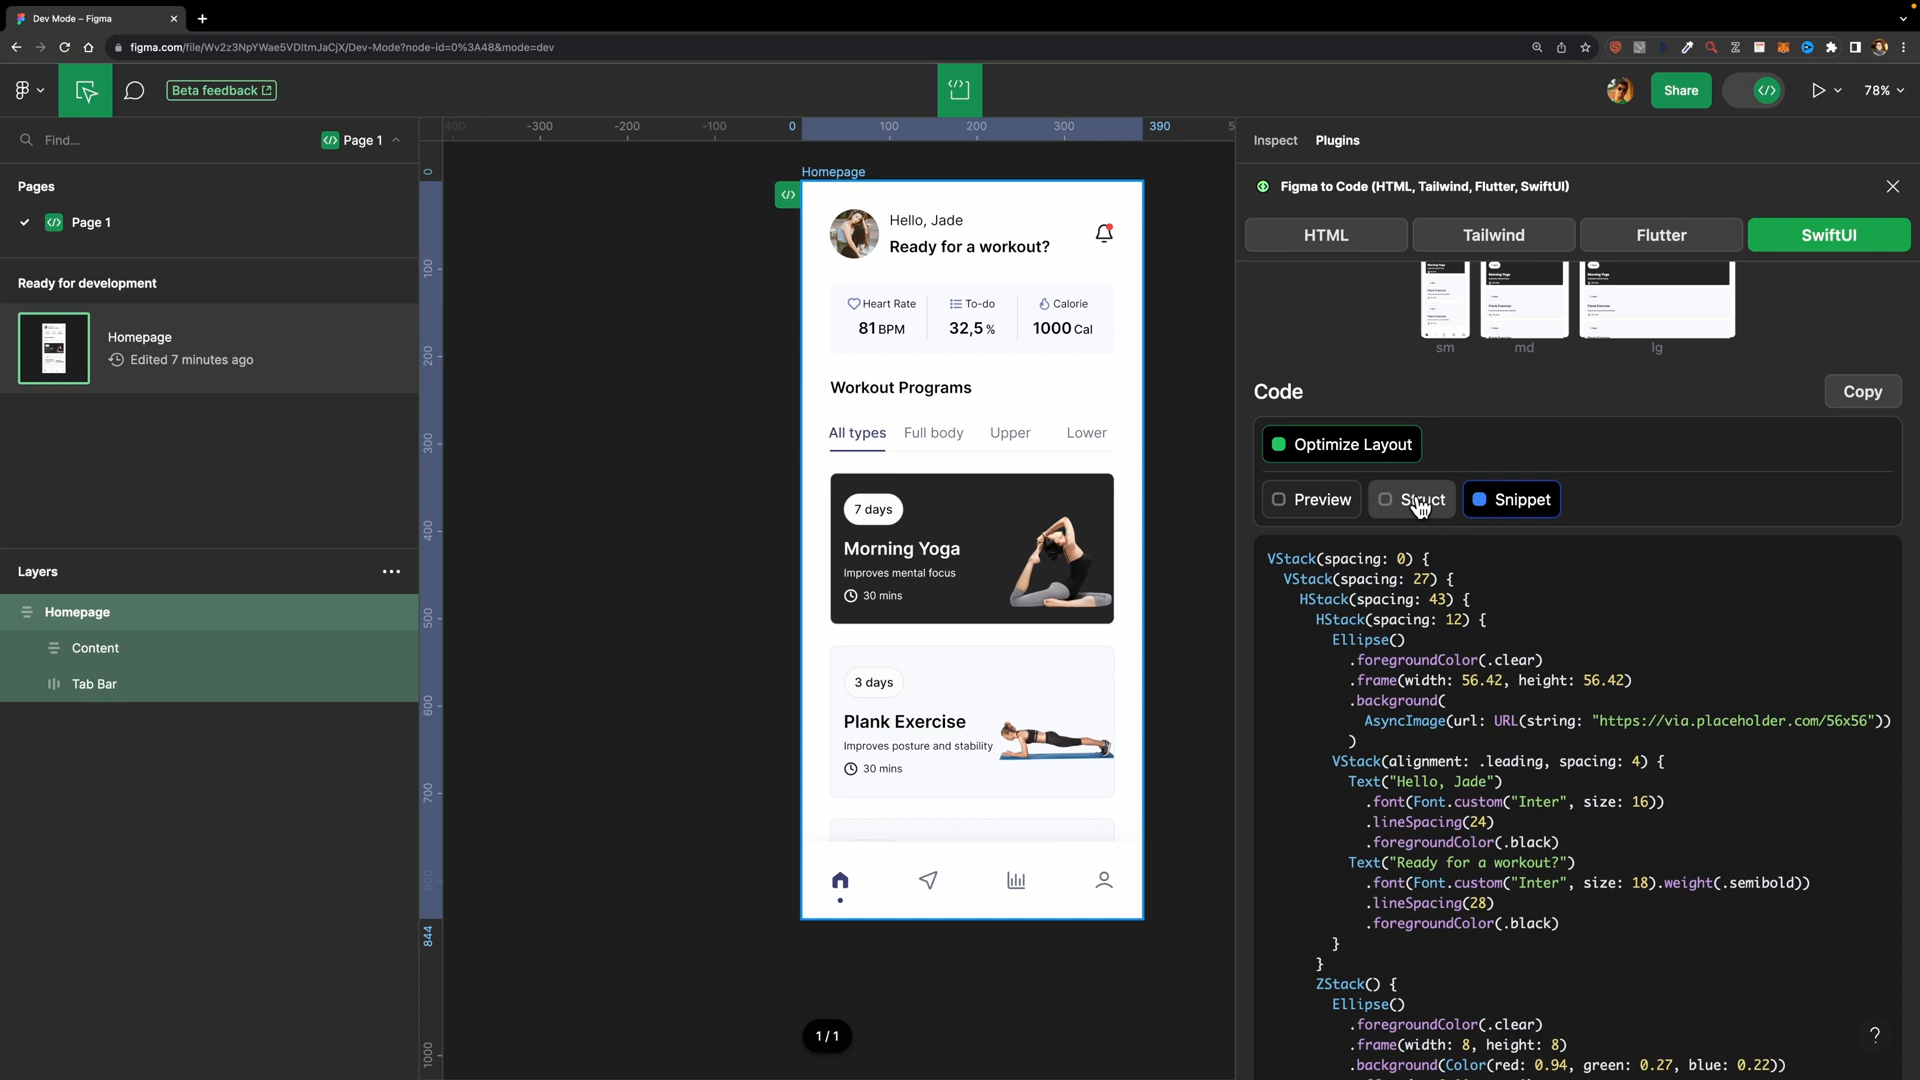 Dev Mode – Figma
figma.com/file/Wv2z3NpYWae5VDltmJaCjX/Dev-Mode?node-id=0%3A48&mode=dev
Beta feedback
Share
78%
Find...
Page 1
Pages
Page 1
Ready for development
Homepage
Edited 7 minutes ago
Layers
Homepage
Content
Tab Bar
-300
-200
-100
0
100
200
300
390
0
100
200
300
400
500
600
700
800
844
1000
Homepage
Hello, Jade
Ready for a workout?
Heart Rate
To-do
Calorie
81 BPM
32,5 %
1000 Cal
Workout Programs
All types
Full body
Upper
Lower
7 days
Morning Yoga
Improves mental focus
30 mins
3 days
Plank Exercise
Improves posture and stability
30 mins
1 / 1
Inspect
Plugins
Figma to Code (HTML, Tailwind, Flutter, SwiftUI)
HTML
Tailwind
Flutter
SwiftUI
sm
md
lg
Code
Copy
Optimize Layout
Preview
Struct
Snippet
VStack(spacing: 0) {
VStack(spacing: 27) {
HStack(spacing: 43) {
HStack(spacing: 12) {
Ellipse()
.foregroundColor(.clear)
.frame(width: 56.42, height: 56.42)
.background(
AsyncImage(url: URL(string: "https://via.placeholder.com/56x56"))
)
VStack(alignment: .leading, spacing: 4) {
Text("Hello, Jade")
.font(Font.custom("Inter", size: 16))
.lineSpacing(24)
.foregroundColor(.black)
Text("Ready for a workout?")
.font(Font.custom("Inter", size: 18).weight(.semibold))
.lineSpacing(28)
.foregroundColor(.black)
}
}
ZStack() {
Ellipse()
.foregroundColor(.clear)
.frame(width: 8, height: 8)
.background(Color(red: 0.94, green: 0.27, blue: 0.22))
?